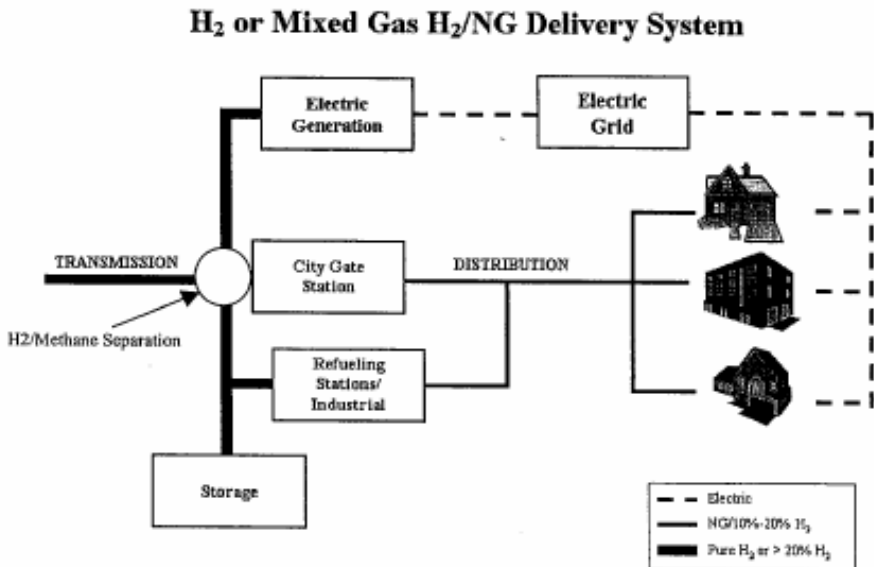 H₂ or Mixed Gas H₂/NG Delivery System
Electric
Generation
Electric
Grid
TRANSMISSION
City Gate
Station
DISTRIBUTION
H2/Methane Separation
Refueling
Stations/
Industrial
Storage
Electric
NG/10%-20% H₂
Pure H₂ or > 20% H₂